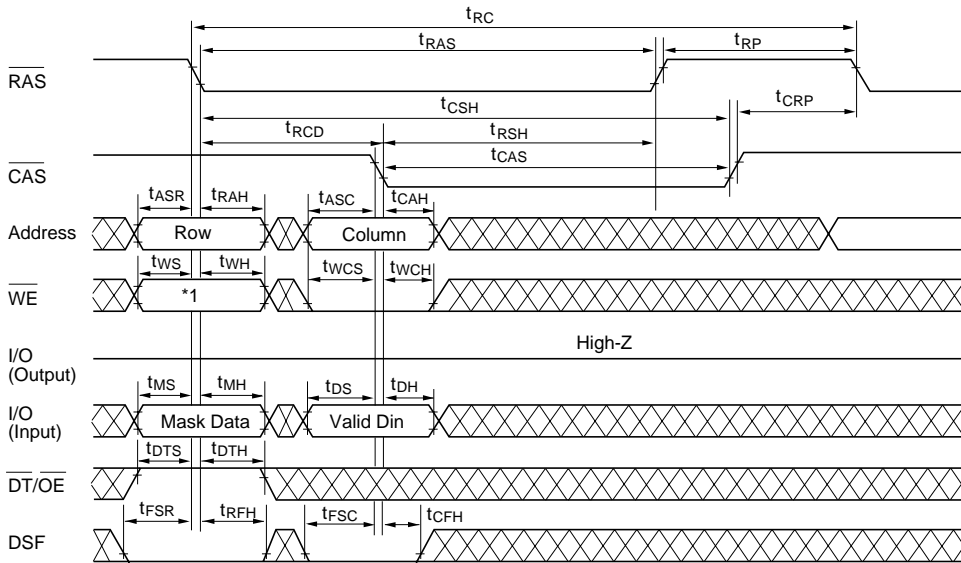 tRC
tRAS tRP
RAS
tCSH tCRP
tRCD tRSH
CAS tCAS
tASR tRAH tASC tCAH
Address Row Column
tWS tWH tWCS tWCH
WE *1
High-Z
I/O
(Output)
tMS tMH tDS tDH
I/O
(Input) Mask Data Valid Din
tDTS tDTH
DT/OE
tFSR tRFH tFSC tCFH
DSF